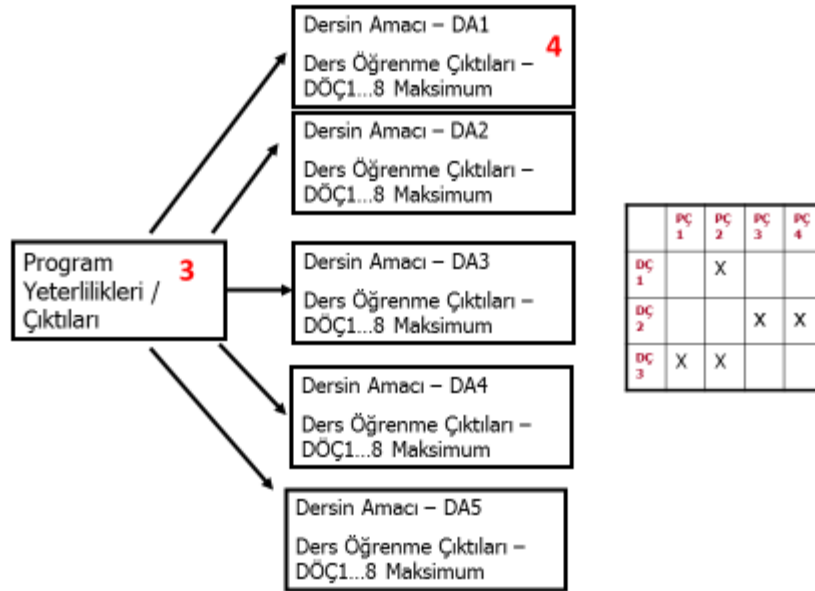 Dersin Amacı – DA1
4
Ders Öğrenme Çıktıları –
DÖÇ1...8 Maksimum
Dersin Amacı – DA2
Ders Öğrenme Çıktıları –
DÖÇ1...8 Maksimum
Program
Yeterlilikleri /
Çıktıları
3
Dersin Amacı – DA3
Ders Öğrenme Çıktıları –
DÖÇ1...8 Maksimum
Dersin Amacı – DA4
Ders Öğrenme Çıktıları –
DÖÇ1...8 Maksimum
Dersin Amacı – DA5
Ders Öğrenme Çıktıları –
DÖÇ1...8 Maksimum
PÇ 1 PÇ 2 PÇ 3 PÇ 4
DÇ 1 X
DÇ 2 X X
DÇ 3 X X